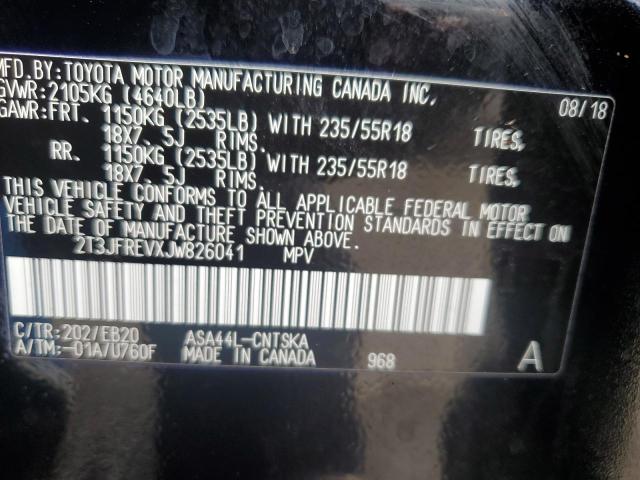 MFD. BY: TOYOTA MOTOR MANUFACTURING CANADA INC.
GVWR: 2105KG (4640LB) 08/18
GAWR: FRT. 1150KG (2535LB) WITH 235/55R18 TIRES,
18X7. 5J RIMS.
RR. 1150KG (2535LB) WITH 235/55R18 TIRES,
18X7. 5J RIMS.
THIS VEHICLE CONFORMS TO ALL APPLICABLE FEDERAL MOTOR
VEHICLE SAFETY AND THEFT PREVENTION STANDARDS IN EFFECT ON
THE DATE OF MANUFACTURE SHOWN ABOVE.
2T3JFREVXJW826041 MPV
C/TR: 202/EB20 ASA44L-CNTSKA
A/TM: -01A/U760F MADE IN CANADA 968 A